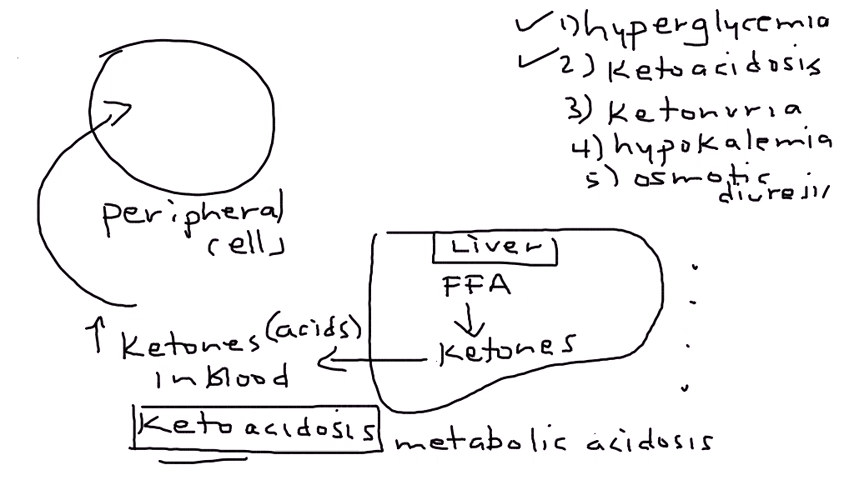 1) hyperglycemia
2) Ketoacidosis
3) Ketonuria
4) hypokalemia
5) osmotic
diuresis
peripheral
cells
Liver
FFA
Ketones
↑ Ketones (acids)
in blood
Ketoacidosis metabolic acidosis